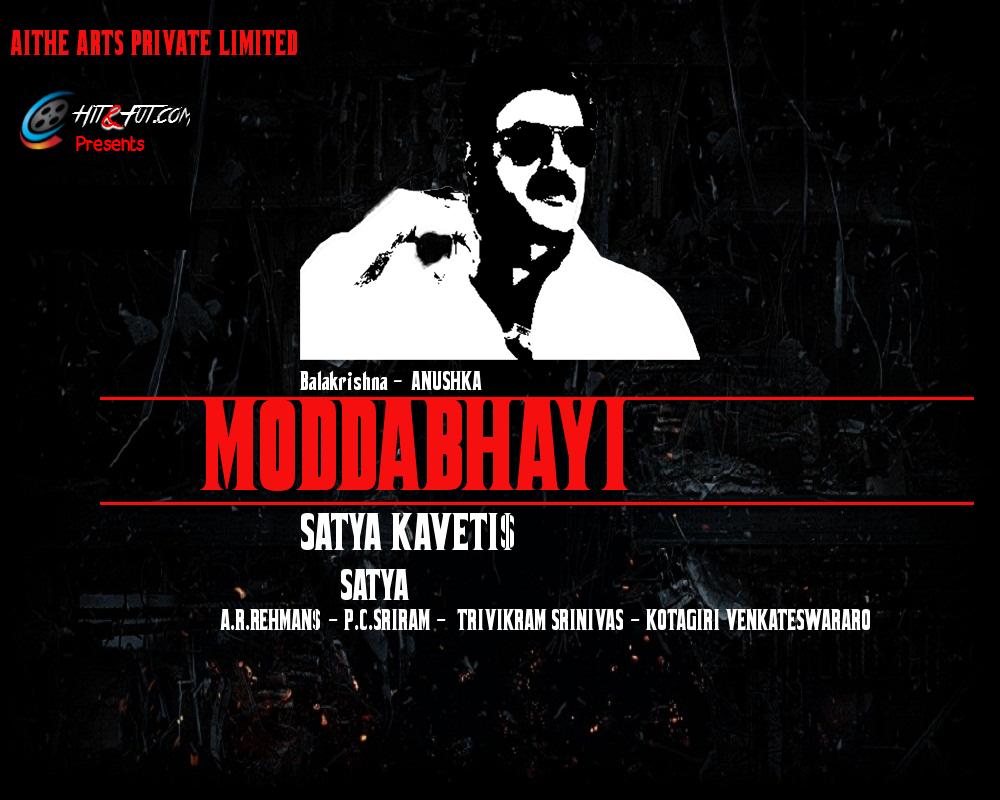 AITHE ARTS PRIVATE LIMITED
HIT&FUT.COM
Presents
Balakrishna - ANUSHKA
MODDABHAYI
SATYA KAVETI$
SATYA
A.R.REHMAN$ - P.C.SRIRAM - TRIVIKRAM SRINIVAS - KOTAGIRI VENKATESWARARO